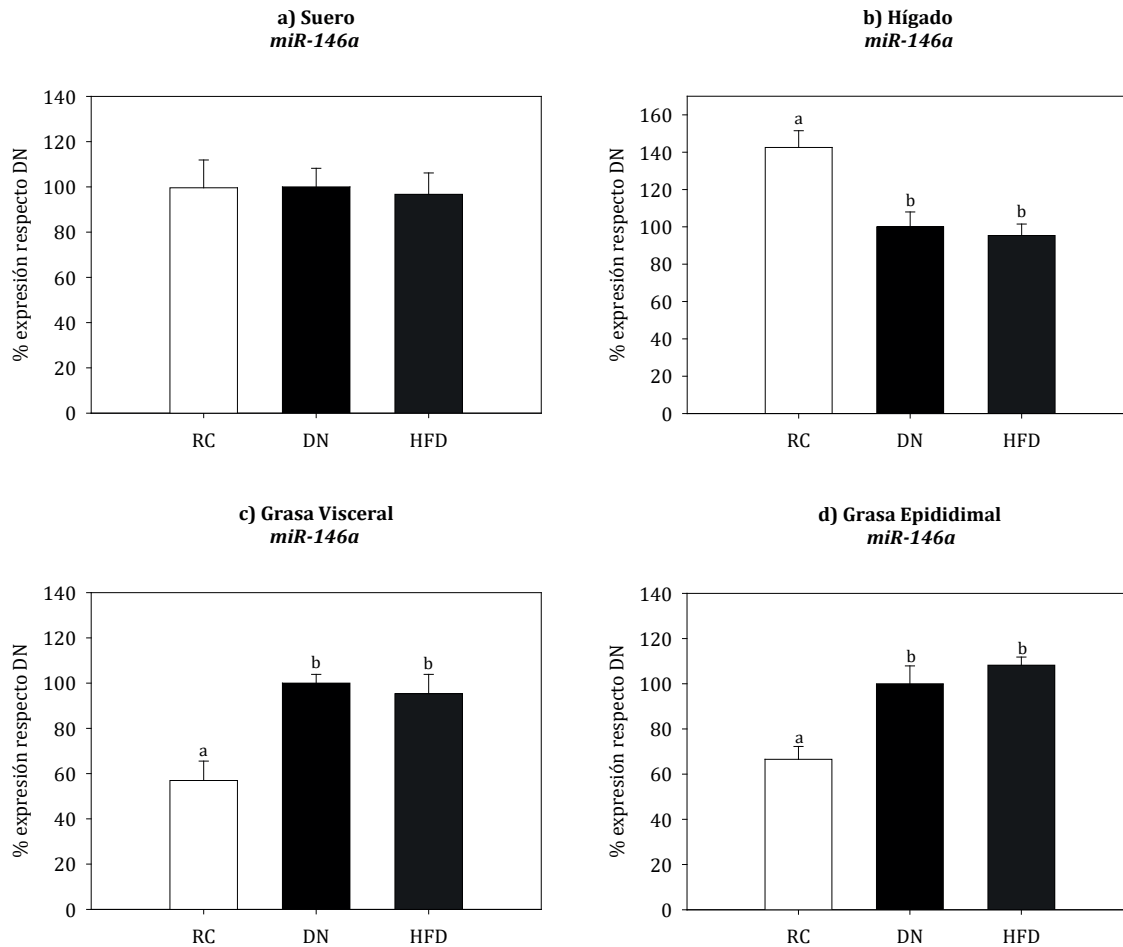 a) Suero
miR-146a
% expresión respecto DN
140
120
100
80
60
40
20
0
RC DN HFD
b) Hígado
miR-146a
% expresión respecto DN
160
140
120
100
80
60
40
20
0
a
b
b
RC DN HFD
c) Grasa Visceral
miR-146a
% expresión respecto DN
140
120
100
80
60
40
20
0
a
b
b
RC DN HFD
d) Grasa Epididimal
miR-146a
% expresión respecto DN
140
120
100
80
60
40
20
0
a
b
b
RC DN HFD